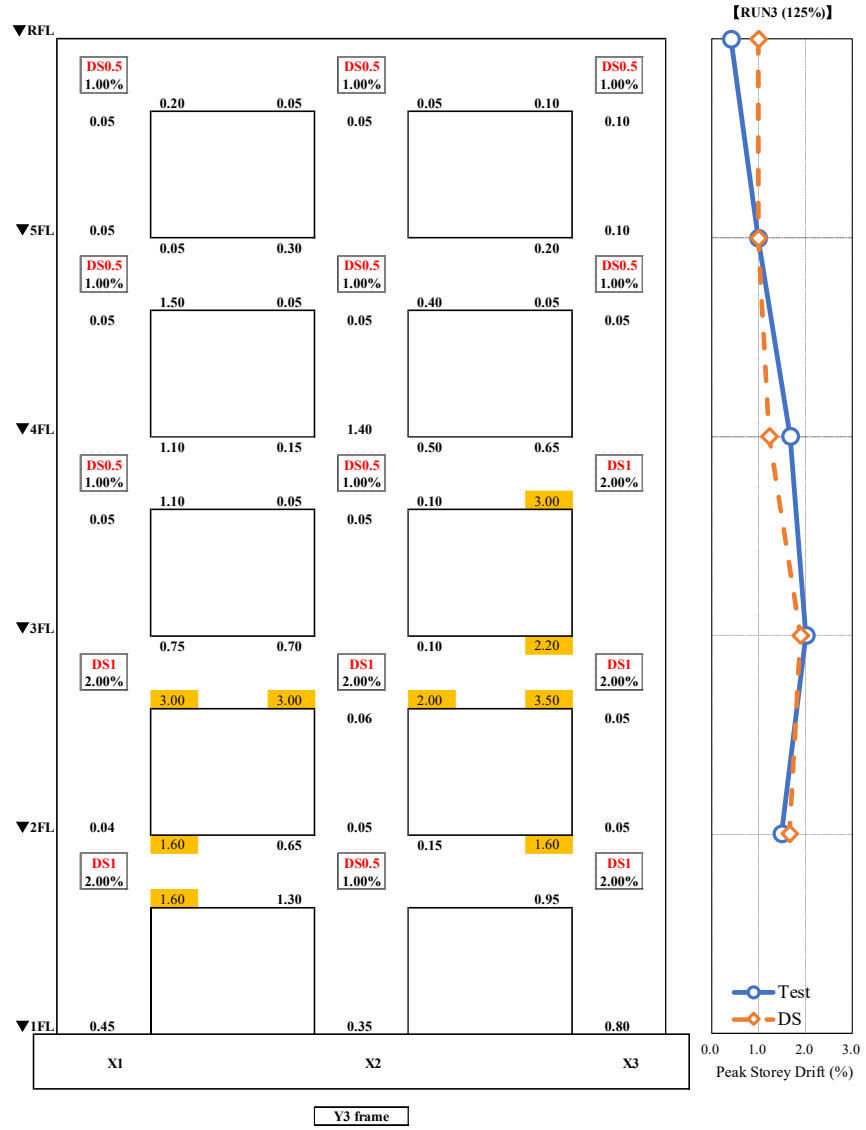 【RUN3 (125%)】
▼RFL
DS0.5 DS0.5 DS0.5
1.00% 1.00% 1.00%
0.20 0.05 0.05 0.10
0.05 0.05 0.10
▼5FL 0.05 0.10
0.05 0.30 0.20
DS0.5 DS0.5 DS0.5
1.00% 1.00% 1.00%
1.50 0.05 0.40 0.05
0.05 0.05 0.05
▼4FL 1.40
1.10 0.15 0.50 0.65
DS0.5 DS0.5 DS1
1.00% 1.00% 2.00%
1.10 0.05 0.10 3.00
0.05 0.05
▼3FL
0.75 0.70 0.10 2.20
DS1 DS1 DS1
2.00% 2.00% 2.00%
3.00 3.00 2.00 3.50
0.06 0.05
▼2FL 0.04 0.05 0.05
1.60 0.65 0.15 1.60
DS1 DS0.5 DS1
2.00% 1.00% 2.00%
1.60 1.30 0.95
Test
▼1FL 0.45 0.35 0.80
DS
0.0 1.0 2.0 3.0
X1 X2 X3
Peak Storey Drift (%)
Y3 frame